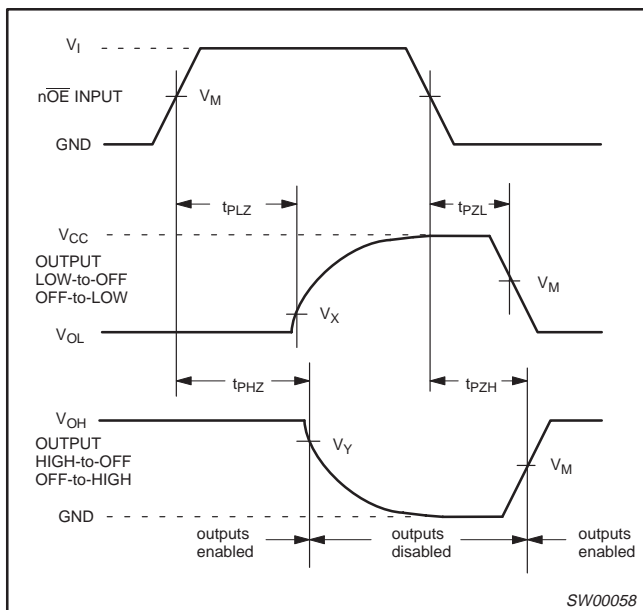 V_I
nO̅E̅ INPUT
V_M
GND
t_PLZ
t_PZL
V_CC
OUTPUT
LOW-to-OFF
OFF-to-LOW
V_M
V_X
V_OL
t_PHZ
t_PZH
V_OH
OUTPUT
HIGH-to-OFF
OFF-to-HIGH
V_Y
V_M
GND
outputs
enabled
outputs
disabled
outputs
enabled
SW00058